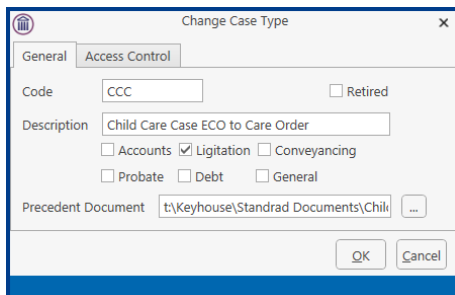 Change Case Type
General Access Control
Code CCC Retired
Description Child Care Case ECO to Care Order
Accounts Ligitation Conveyancing
Probate Debt General
Precedent Document t:\Keyhouse\Standrad Documents\Chil
...
OK Cancel